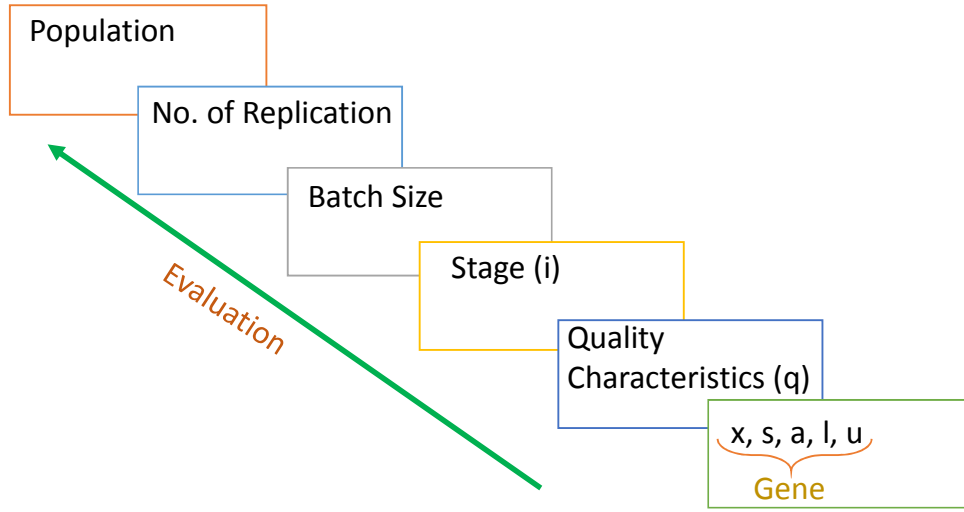 Population
No. of Replication
Batch Size
Stage (i)
Evaluation
Quality
Characteristics (q)
x, s, a, l, u
Gene